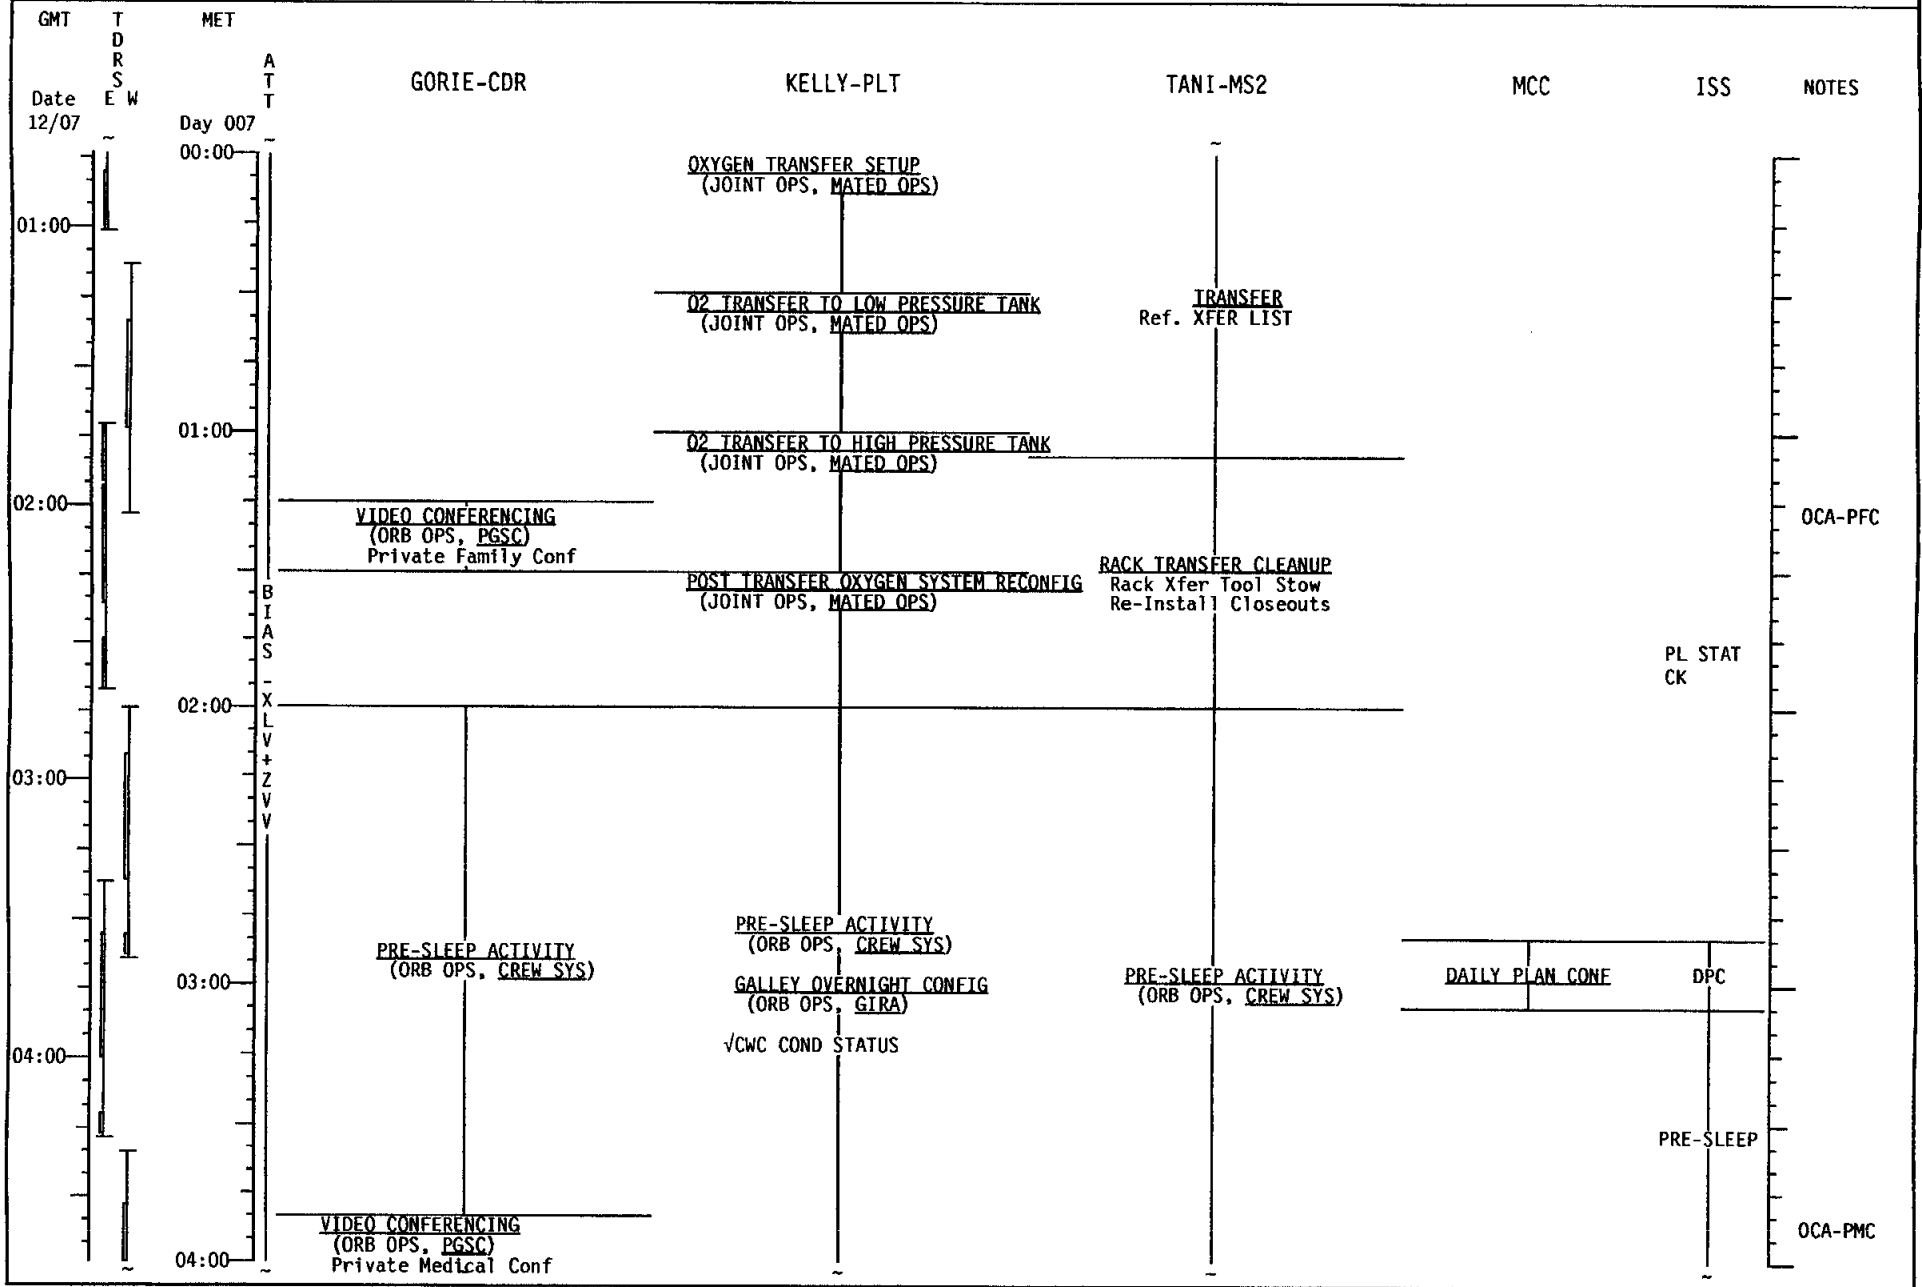 GMT
TDRS
MET
ATT
GORIE-CDR
KELLY-PLT
TANI-MS2
MCC
ISS
NOTES
Date
E W
12/07
Day 007
~
~
~
00:00
OXYGEN TRANSFER SETUP
(JOINT OPS, MATED OPS)
01:00
O2 TRANSFER TO LOW PRESSURE TANK
(JOINT OPS, MATED OPS)
TRANSFER
Ref. XFER LIST
01:00
O2 TRANSFER TO HIGH PRESSURE TANK
(JOINT OPS, MATED OPS)
02:00
VIDEO CONFERENCING
(ORB OPS, PGSC)
Private Family Conf
OCA-PFC
BIAS -XLV+ZVV
POST TRANSFER OXYGEN SYSTEM RECONFIG
(JOINT OPS, MATED OPS)
RACK TRANSFER CLEANUP
Rack Xfer Tool Stow
Re-Install Closeouts
PL STAT
CK
02:00
03:00
PRE-SLEEP ACTIVITY
(ORB OPS, CREW SYS)
PRE-SLEEP ACTIVITY
(ORB OPS, CREW SYS)
03:00
GALLEY OVERNIGHT CONFIG
(ORB OPS, GIRA)
PRE-SLEEP ACTIVITY
(ORB OPS, CREW SYS)
DAILY PLAN CONF
DPC
04:00
√CWC COND STATUS
PRE-SLEEP
VIDEO CONFERENCING
(ORB OPS, PGSC)
Private Medical Conf
OCA-PMC
04:00
~
~
~
~
~